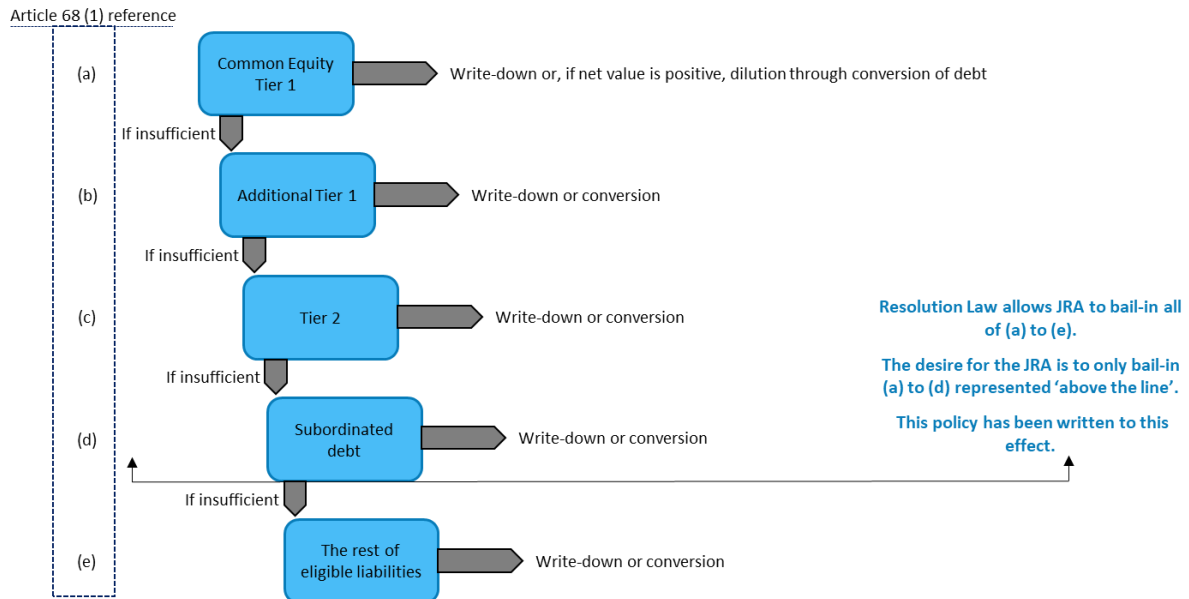 Article 68 (1) reference
(a)
Common Equity
Tier 1
Write-down or, if net value is positive, dilution through conversion of debt
If insufficient
(b)
Additional Tier 1
Write-down or conversion
If insufficient
(c)
Tier 2
Write-down or conversion
Resolution Law allows JRA to bail-in all
of (a) to (e).
The desire for the JRA is to only bail-in
(a) to (d) represented ‘above the line’.
This policy has been written to this
effect.
If insufficient
(d)
Subordinated
debt
Write-down or conversion
If insufficient
(e)
The rest of
eligible liabilities
Write-down or conversion